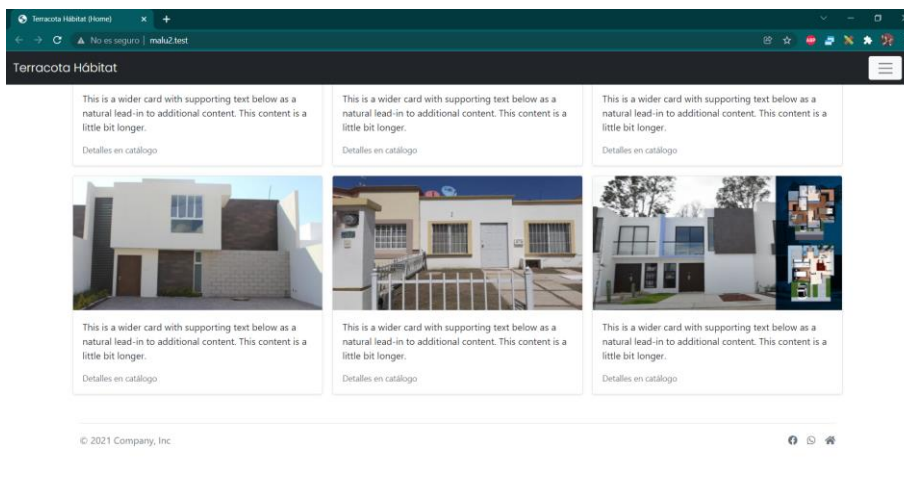 Terracota Hábitat (Home)
No es seguro | malu2.test
ABP
Terracota Hábitat
This is a wider card with supporting text below as a
natural lead-in to additional content. This content is a
little bit longer.
Detalles en catálogo
This is a wider card with supporting text below as a
natural lead-in to additional content. This content is a
little bit longer.
Detalles en catálogo
This is a wider card with supporting text below as a
natural lead-in to additional content. This content is a
little bit longer.
Detalles en catálogo
This is a wider card with supporting text below as a
natural lead-in to additional content. This content is a
little bit longer.
Detalles en catálogo
This is a wider card with supporting text below as a
natural lead-in to additional content. This content is a
little bit longer.
Detalles en catálogo
This is a wider card with supporting text below as a
natural lead-in to additional content. This content is a
little bit longer.
Detalles en catálogo
© 2021 Company, Inc